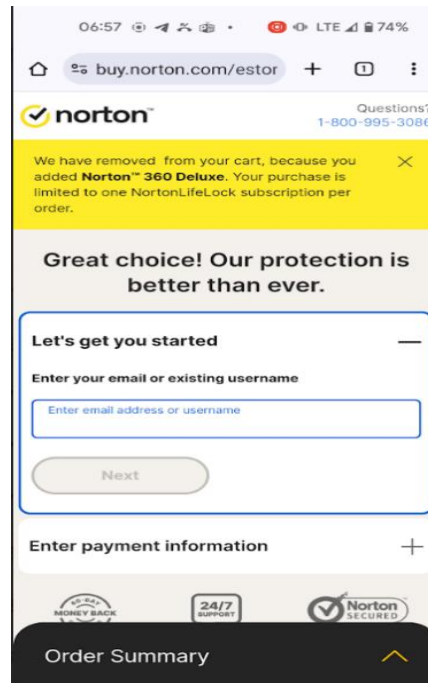 06:57 LTE 74%
buy.norton.com/estor 1
norton™ Questions?
1-800-995-3086
We have removed from your cart, because you
added Norton™ 360 Deluxe. Your purchase is
limited to one NortonLifeLock subscription per
order.
Great choice! Our protection is
better than ever.
Let's get you started
Enter your email or existing username
Enter email address or username
Next
Enter payment information
60-DAY
MONEY BACK
24/7
SUPPORT
Norton
SECURED
Order Summary